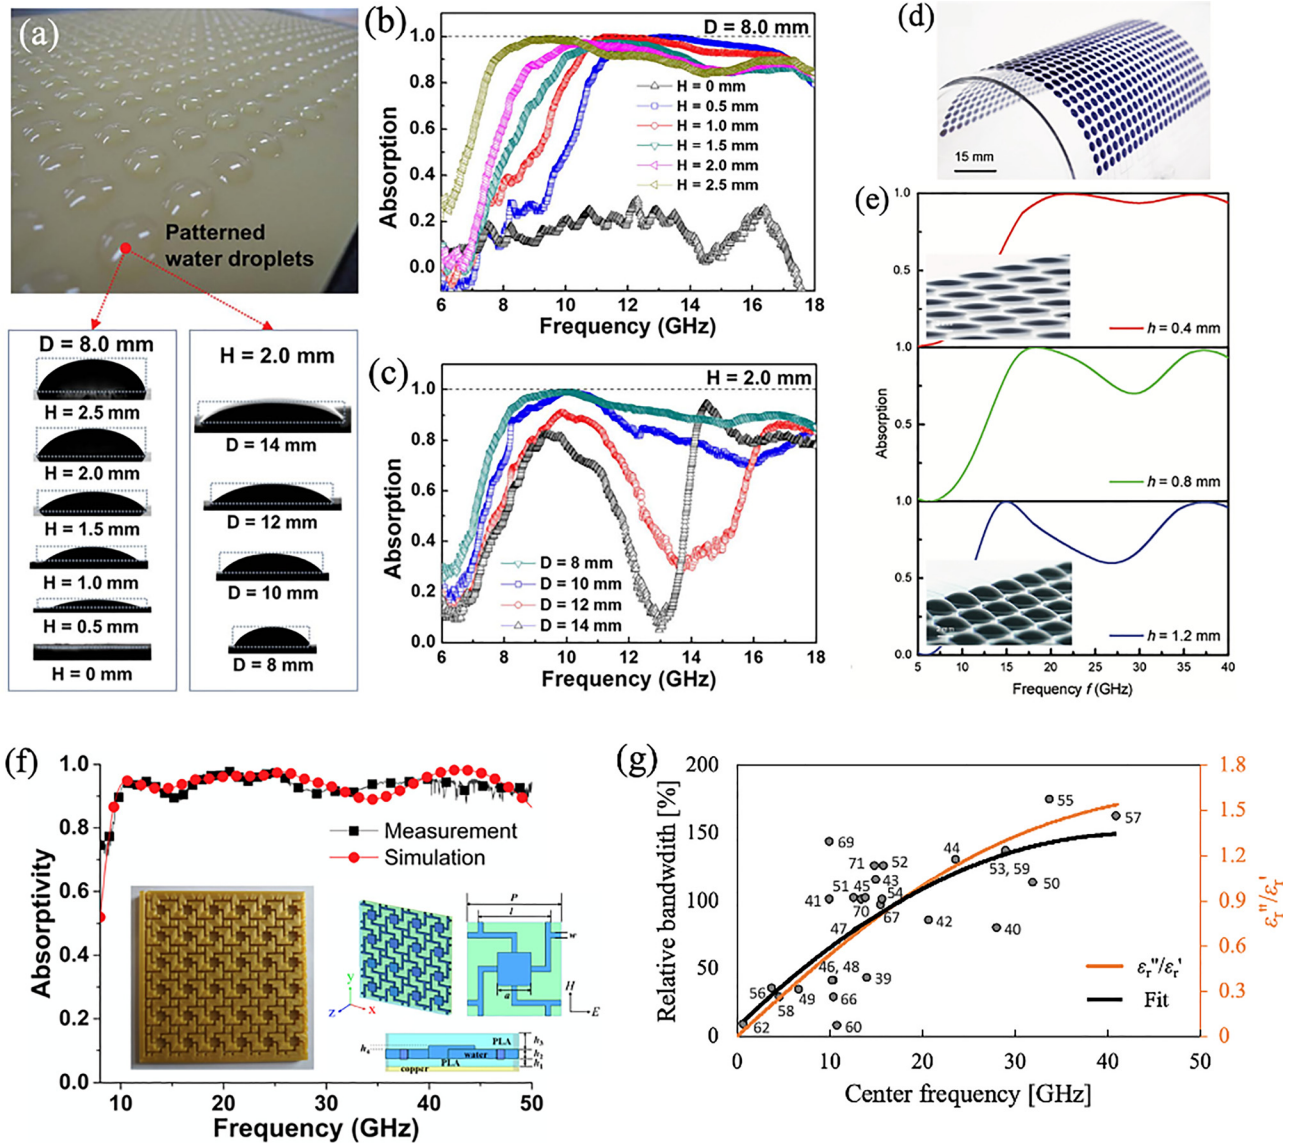 (a)
Patterned
water droplets
D = 8.0 mm
H = 2.5 mm
H = 2.0 mm
H = 1.5 mm
H = 1.0 mm
H = 0.5 mm
H = 0 mm
H = 2.0 mm
D = 14 mm
D = 12 mm
D = 10 mm
D = 8 mm
(b)
D = 8.0 mm
H = 0 mm
H = 0.5 mm
H = 1.0 mm
H = 1.5 mm
H = 2.0 mm
H = 2.5 mm
Absorption
1.0
0.8
0.6
0.4
0.2
0.0
6 8 10 12 14 16 18
Frequency (GHz)
(c)
H = 2.0 mm
D = 8 mm
D = 10 mm
D = 12 mm
D = 14 mm
Absorption
1.0
0.8
0.6
0.4
0.2
0.0
6 8 10 12 14 16 18
Frequency (GHz)
(d)
15 mm
(e)
1.0
0.5
h = 0.4 mm
1.0
0.5
h = 0.8 mm
1.0
0.5
h = 1.2 mm
0.0
Absorption
5 10 15 20 25 30 35 40
Frequency f (GHz)
(f)
Absorptivity
1.0
0.8
0.6
0.4
0.2
0.0
Measurement
Simulation
P
l
w
a
H
E
y
z x
h4
PLA
water
PLA
copper
h3
h2
h1
10 20 30 40 50
Frequency (GHz)
(g)
Relative bandwdith [%]
200
150
100
50
0
55
57
69
44
71 52
53, 59
51 45 43
50
41
54
70
67
42
47
40
46, 48
39
56
49
66
58
62
60
εr''/εr'
Fit
1.8
1.5
1.2
0.9
0.6
0.3
0
εr''/εr'
0 10 20 30 40 50
Center frequency [GHz]